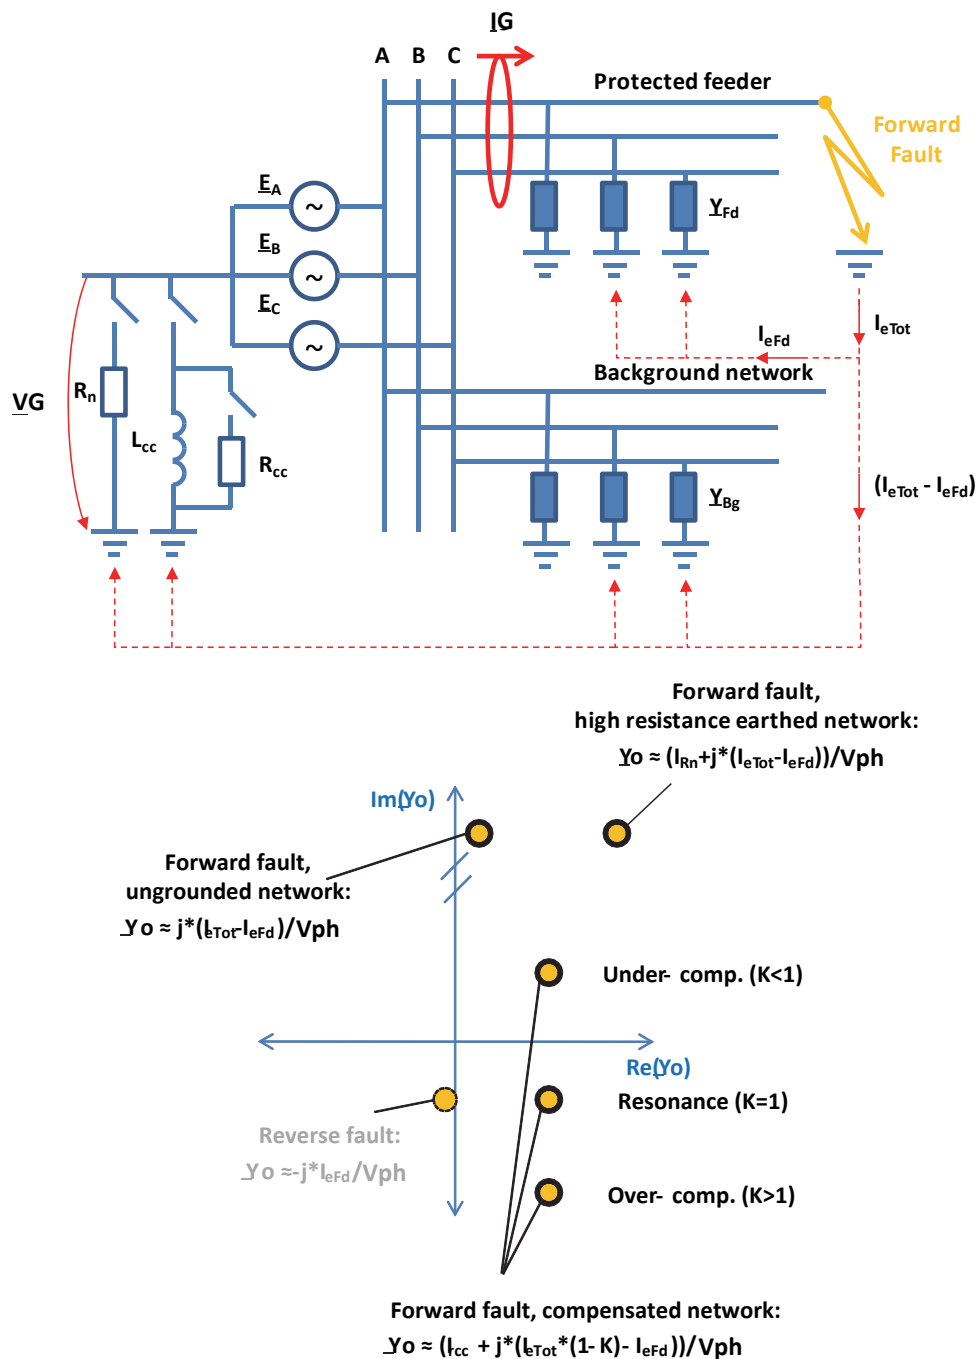 IG
A B C
Protected feeder
Forward
Fault
EA
YFd
EB
EC
IeTot
IeFd
Background network
Rn
VG
Lcc
Rcc
YBg
(IeTot - IeFd)
~
~
~
Forward fault,
high resistance earthed network:
Yo ≈ (IRn+j*(IeTot-IeFd))/Vph
Im(Yo)
Forward fault,
ungrounded network:
Yo ≈ j*(IeTot-IeFd)/Vph
Under- comp. (K<1)
Re(Yo)
Resonance (K=1)
Reverse fault:
Yo ≈-j*IeFd/Vph
Over- comp. (K>1)
Forward fault, compensated network:
Yo ≈ (Ircc + j*(IeTot*(1- K)- IeFd))/Vph